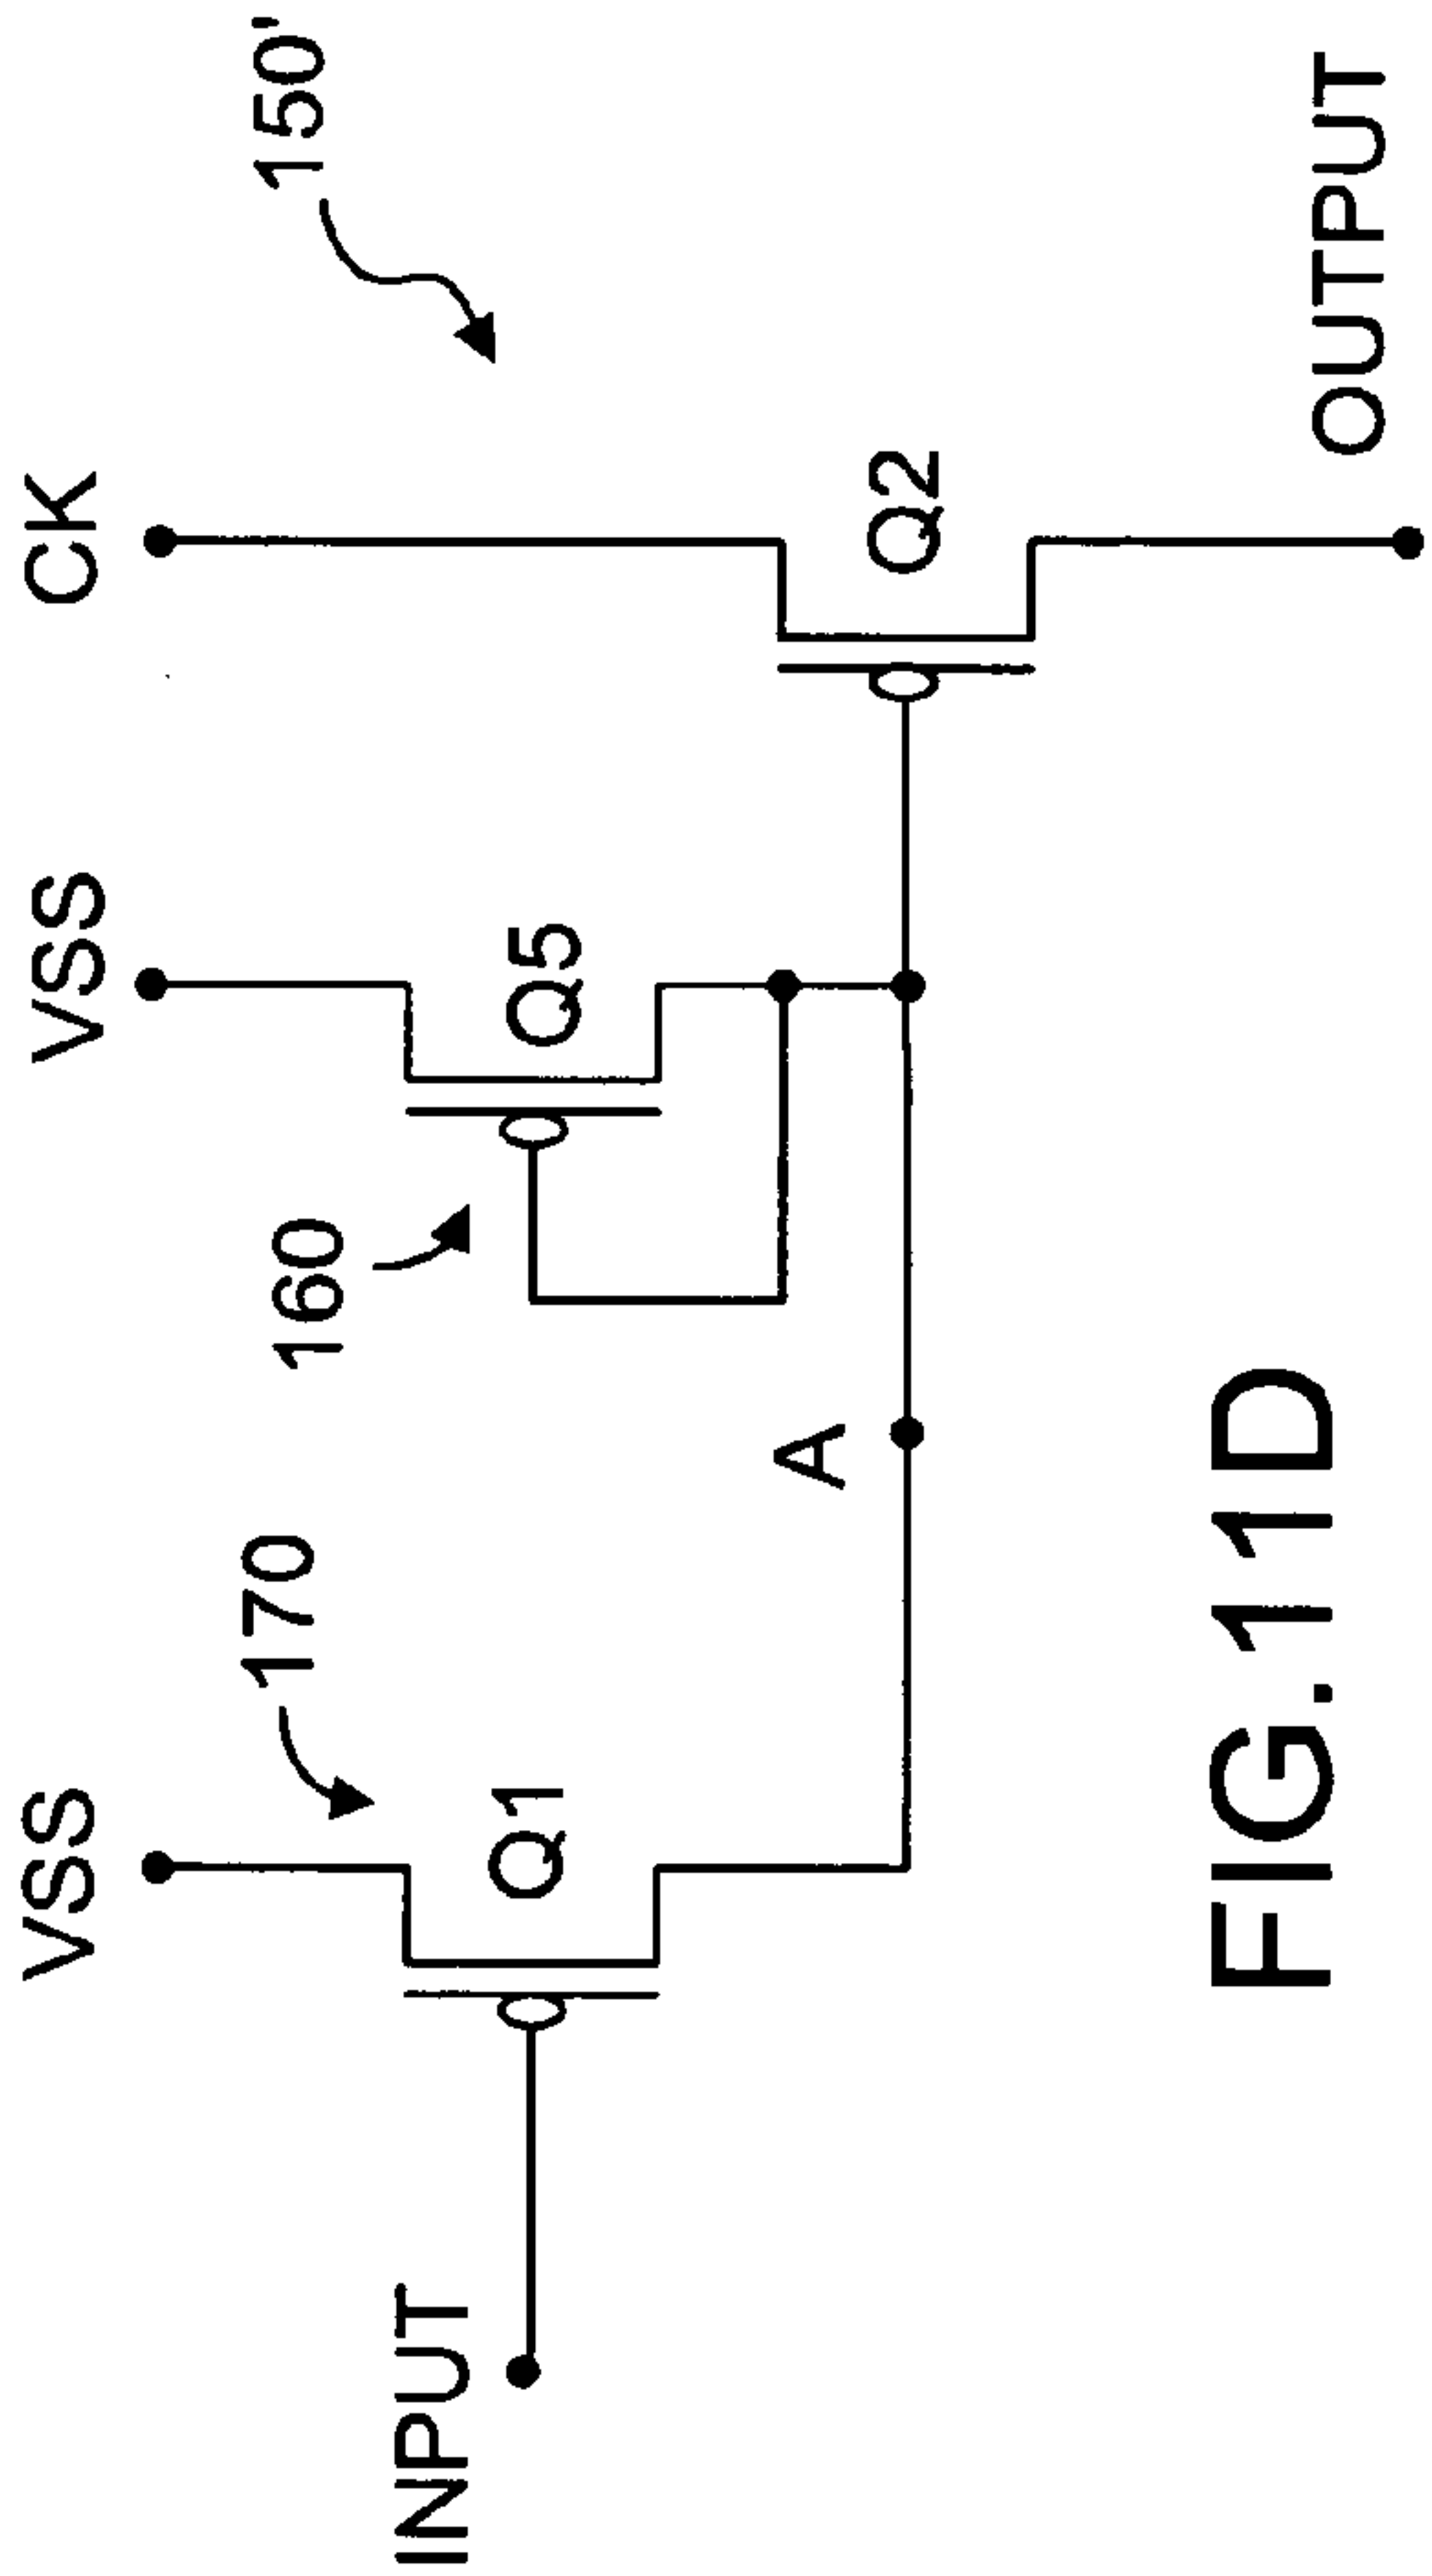 VSS
VSS
CK
170
160
150'
Q1
Q5
Q2
INPUT
A
OUTPUT
FIG. 11D